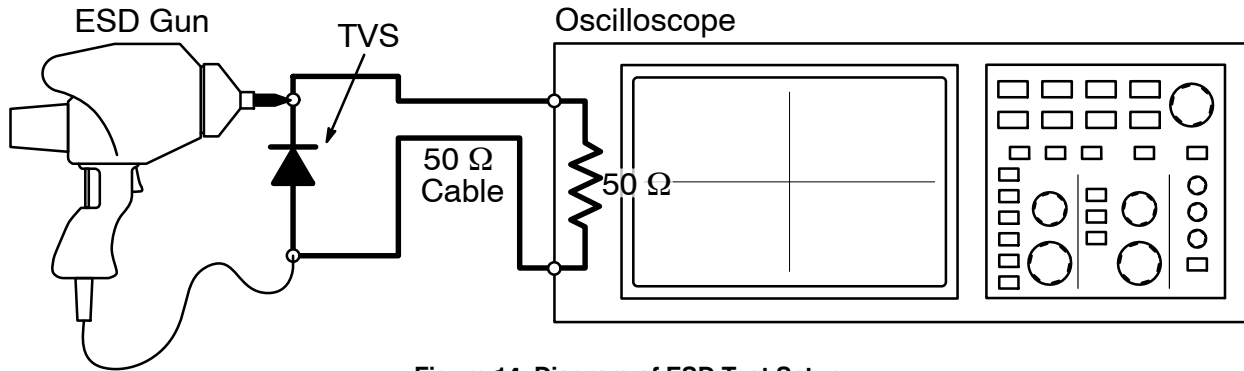 ESD Gun
TVS
Oscilloscope
50 Ω
Cable
50 Ω